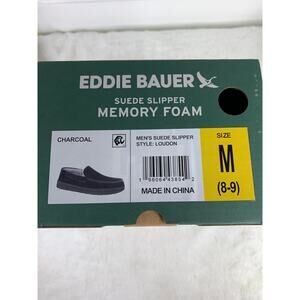 EDDIE BAUER
SUEDE SLIPPER
MEMORY FOAM
CHARCOAL
MEN'S SUEDE SLIPPER
STYLE: LOUDON
MADE IN CHINA
SIZE
M
(8-9)